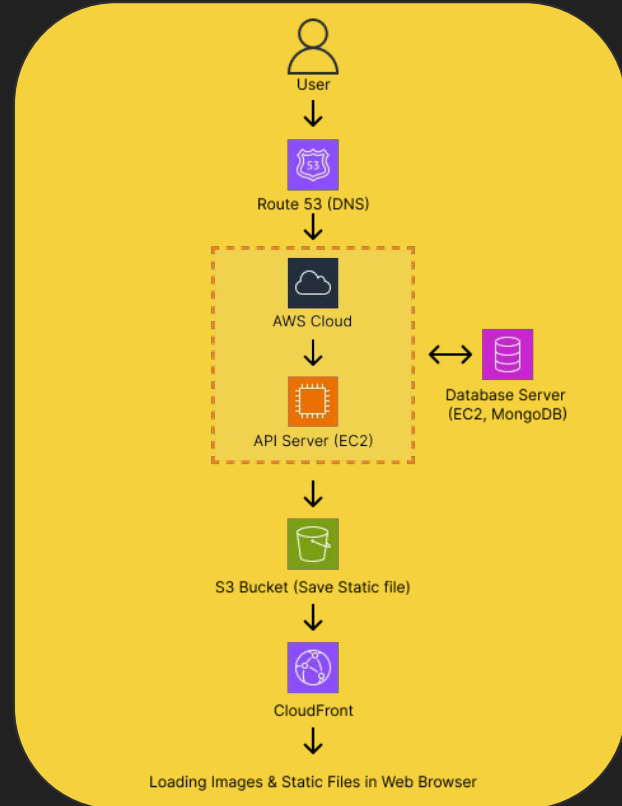 User
53
Route 53 (DNS)
AWS Cloud
API Server (EC2)
Database Server
(EC2, MongoDB)
S3 Bucket (Save Static file)
CloudFront
Loading Images & Static Files in Web Browser